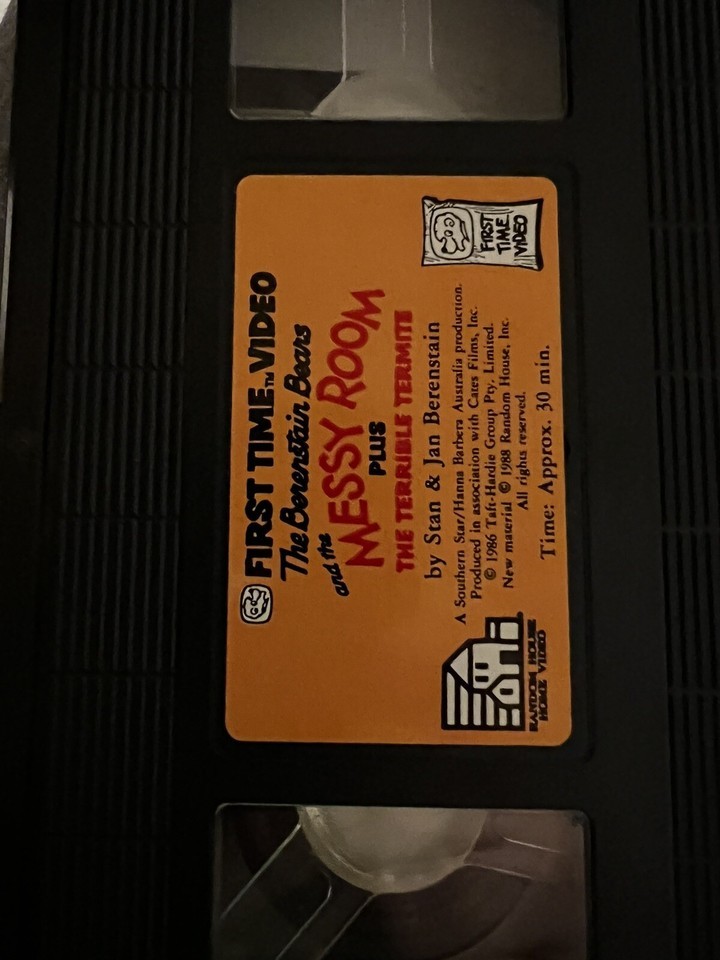 FIRST TIME™ VIDEO
The Berenstain Bears
and the
MESSY ROOM
PLUS
THE TERRIBLE TERMITE
by Stan & Jan Berenstain
A Southern Star/Hanna Barbera Australia production.
Produced in association with Cates Films, Inc.
© 1986 Taft-Hardie Group Pty. Limited.
New material © 1988 Random House, Inc.
All rights reserved.
Time: Approx. 30 min.
RANDOM HOUSE
HOME VIDEO
FIRST
TIME
VIDEO